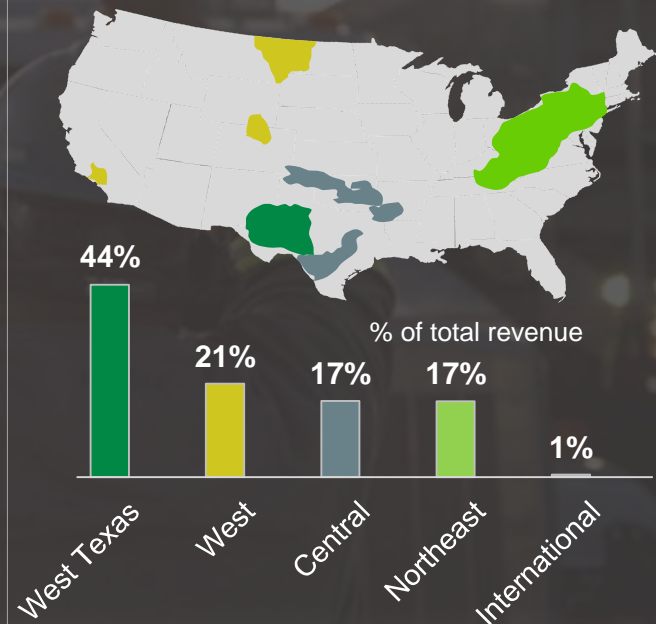 44%
% of total revenue
21%
17%
17%
1%
West Texas
West
Central
Northeast
International